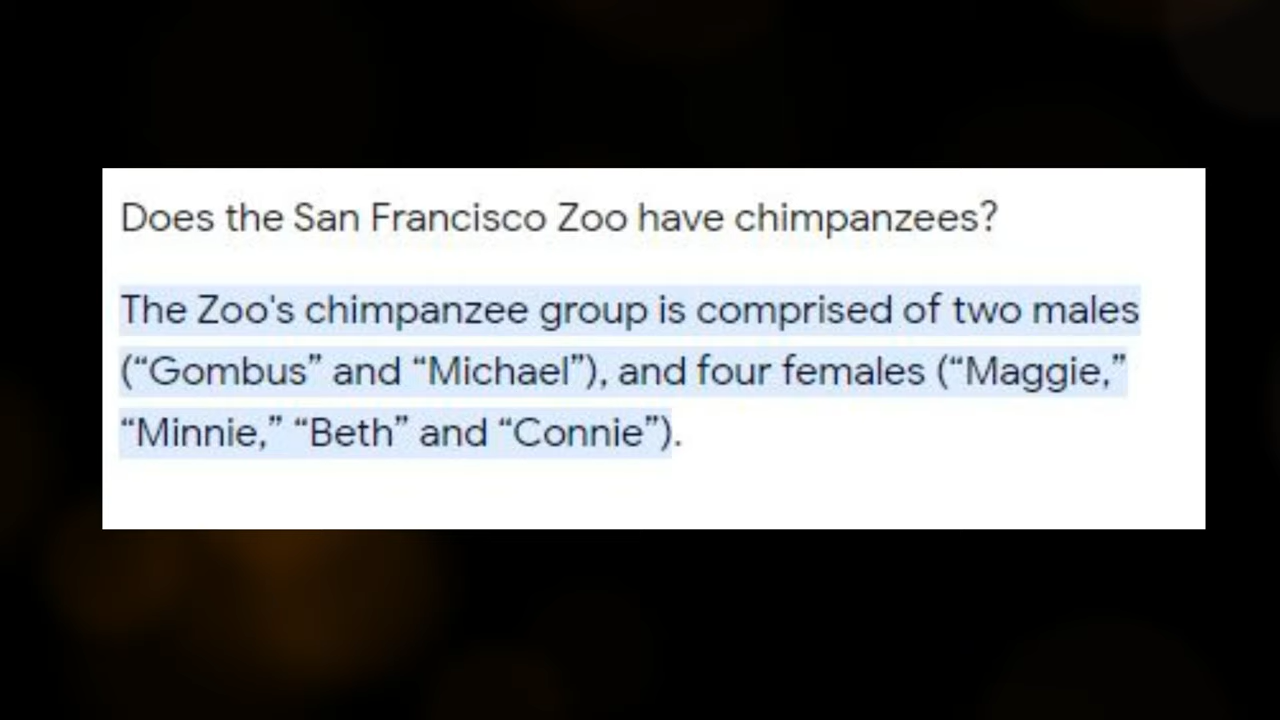 Does the San Francisco Zoo have chimpanzees?
The Zoo's chimpanzee group is comprised of two males
(“Gombus” and “Michael”), and four females (“Maggie,”
“Minnie,” “Beth” and “Connie”).